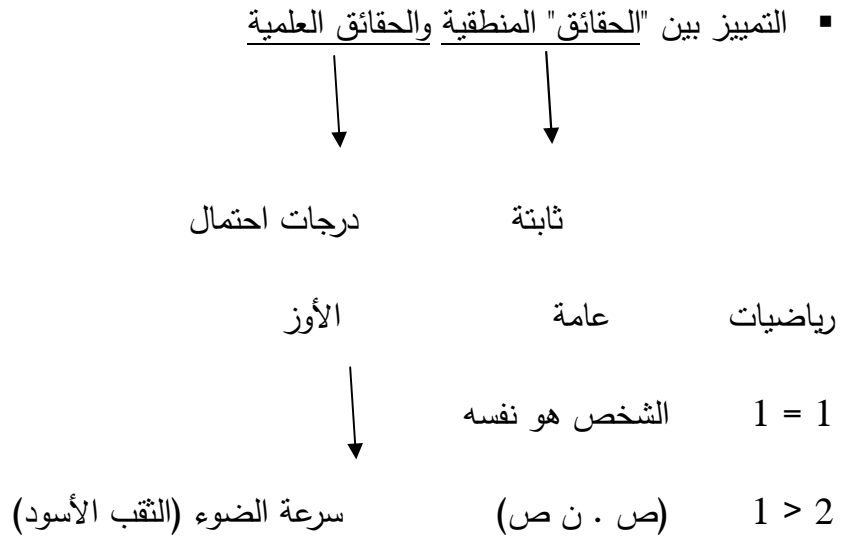 ▪ التمييز بين "الحقائق" المنطقية والحقائق العلمية
ثابتة درجات احتمال
رياضيات عامة الأوز
1 = 1 الشخص هو نفسه
1 < 2 (ص . ن ص) سرعة الضوء (الثقب الأسود)